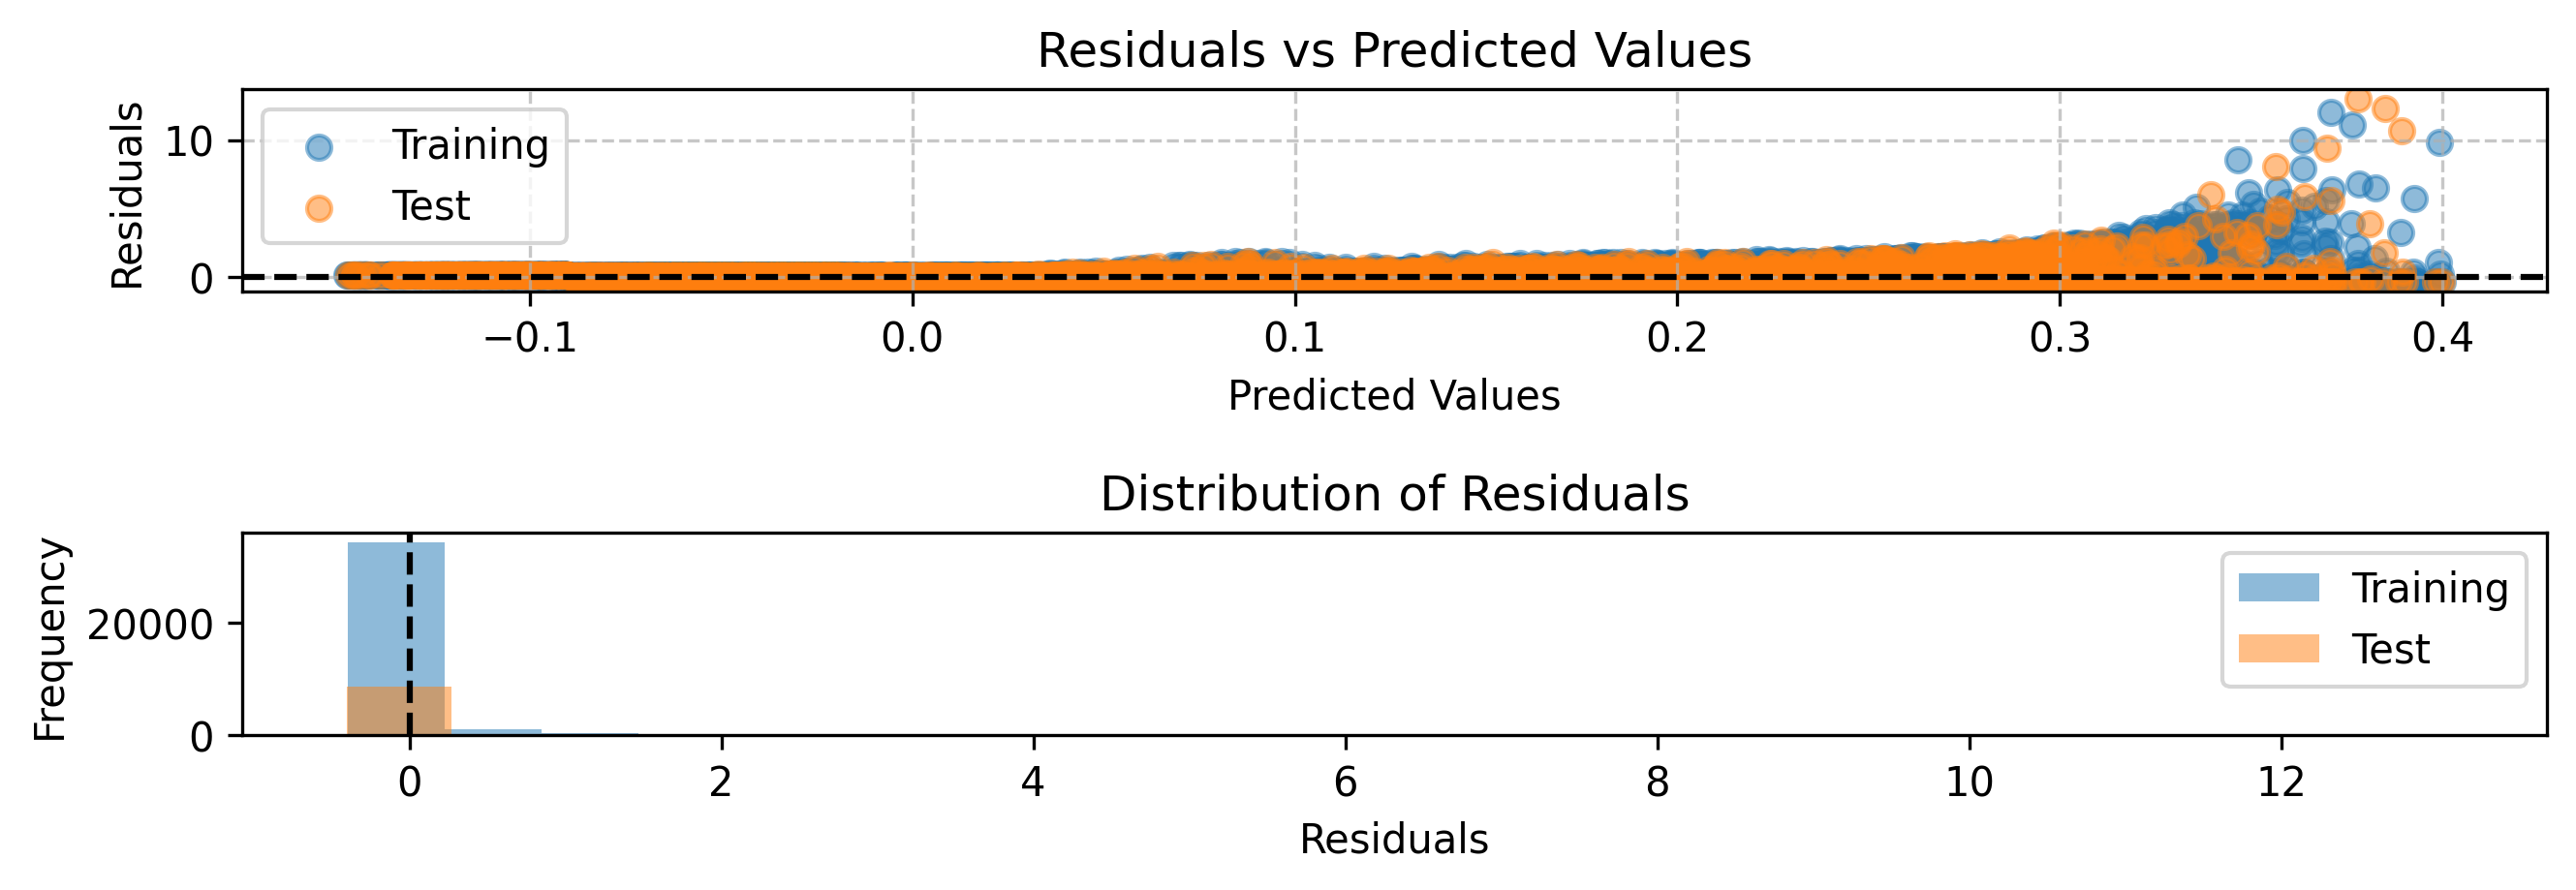 Residuals vs Predicted Values
Residuals
10
0
Training
Test
−0.1 0.0 0.1 0.2 0.3 0.4
Predicted Values
Distribution of Residuals
Frequency
20000
0
Training
Test
0 2 4 6 8 10 12
Residuals